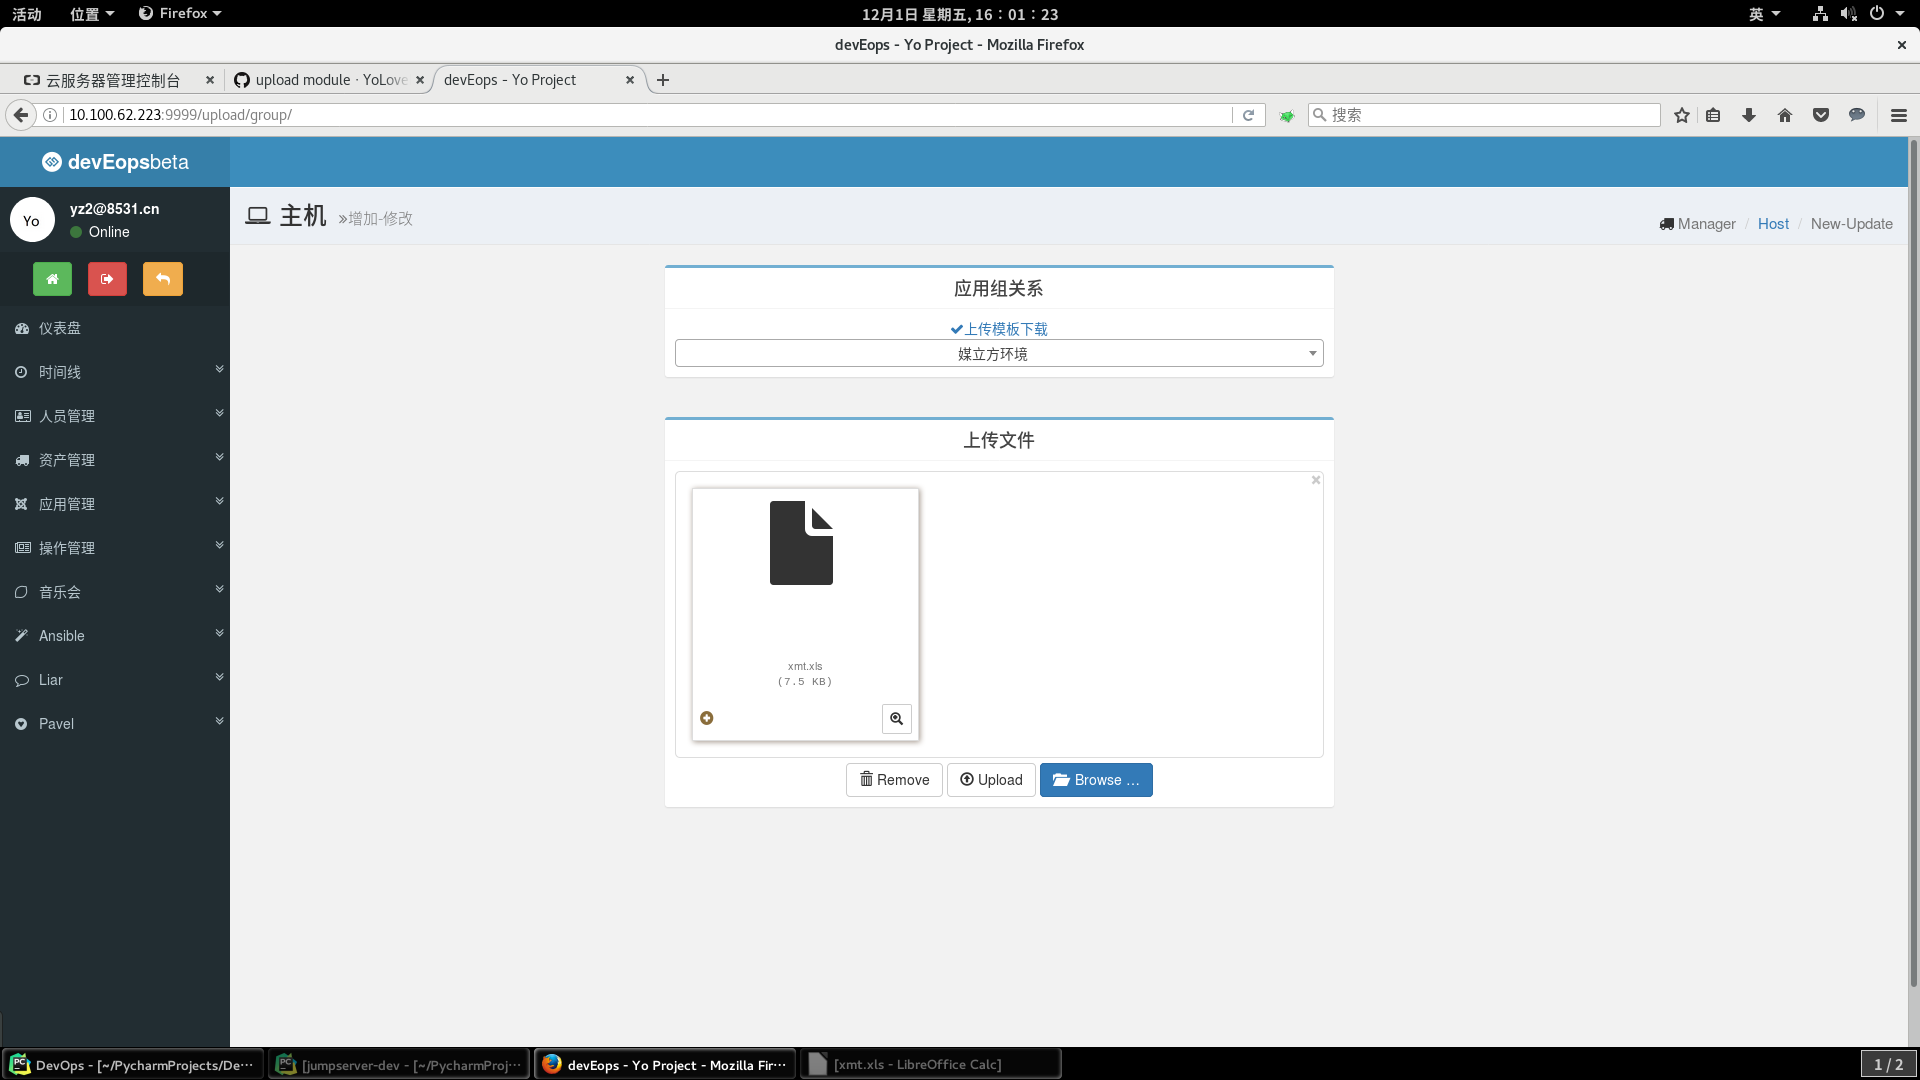 活动 位置 Firefox 12月1日 星期五, 16：01：23 英
devEops - Yo Project - Mozilla Firefox
云服务器管理控制台 upload module · YoLove devEops - Yo Project
10.100.62.223:9999/upload/group/ 搜索
devEopsbeta
Yo yz2@8531.cn
Online
主机 »增加-修改
Manager / Host / New-Update
仪表盘
时间线
人员管理
资产管理
应用管理
操作管理
音乐会
Ansible
Liar
Pavel
应用组关系
上传模板下载
媒立方环境
上传文件
xmt.xls
(7.5 KB)
Remove Upload Browse ...
DevOps - [~/PycharmProjects/De··· [jumpserver-dev - [~/PycharmProj··· devEops - Yo Project - Mozilla Fir··· [xmt.xls - LibreOffice Calc] 1 / 2